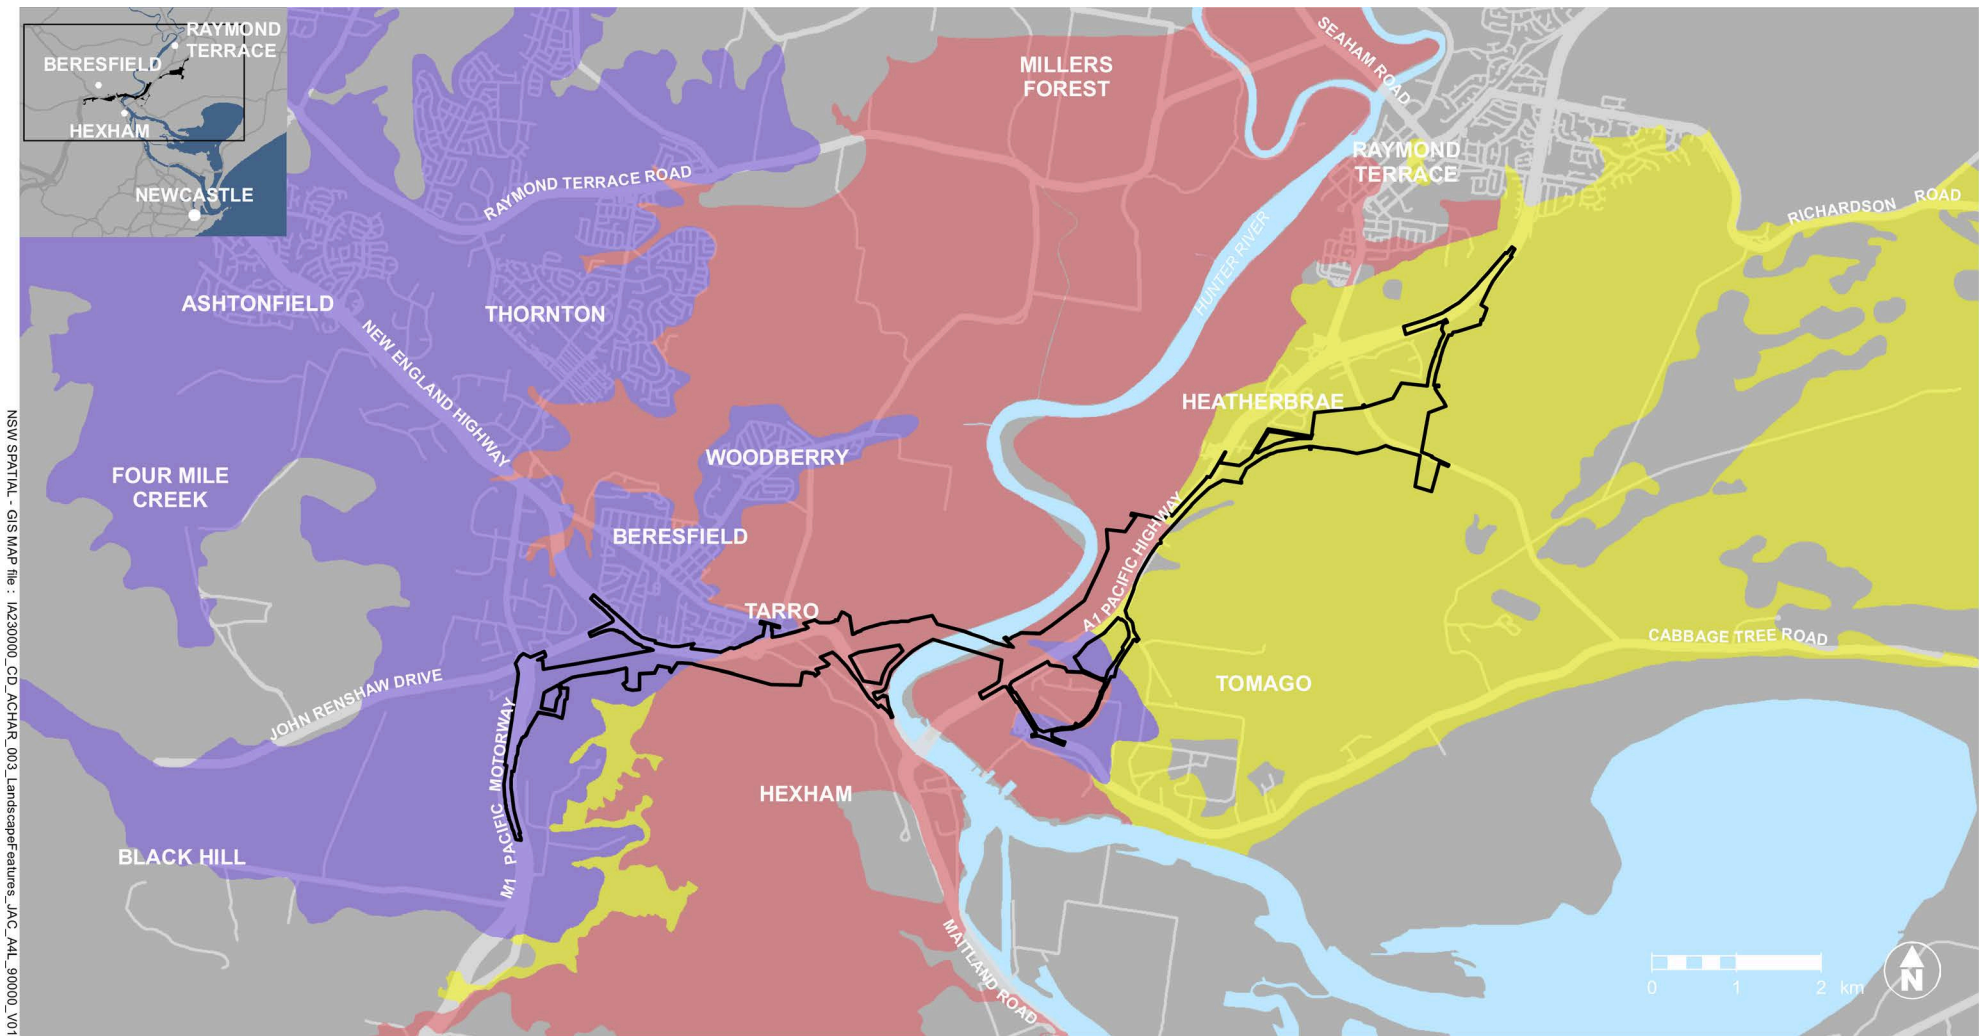 RAYMOND
TERRACE
BERESFIELD
HEXHAM
NEWCASTLE
MILLERS
FOREST
SEAHAM ROAD
RAYMOND
TERRACE
RAYMOND TERRACE ROAD
RICHARDSON ROAD
HUNTER RIVER
ASHTONFIELD
THORNTON
NEW ENGLAND HIGHWAY
HEATHERBRAE
WOODBERRY
FOUR MILE
CREEK
BERESFIELD
A1 PACIFIC HIGHWAY
TARRO
CABBAGE TREE ROAD
TOMAGO
JOHN RENSHAW DRIVE
M1 PACIFIC MOTORWAY
HEXHAM
BLACK HILL
MAITLAND ROAD
0 1 2 km
N
NSW SPATIAL - GIS MAP file : IA230000_CD_ACHAR_003_LandscapeFeatures_JAC_A4L_90000_V01